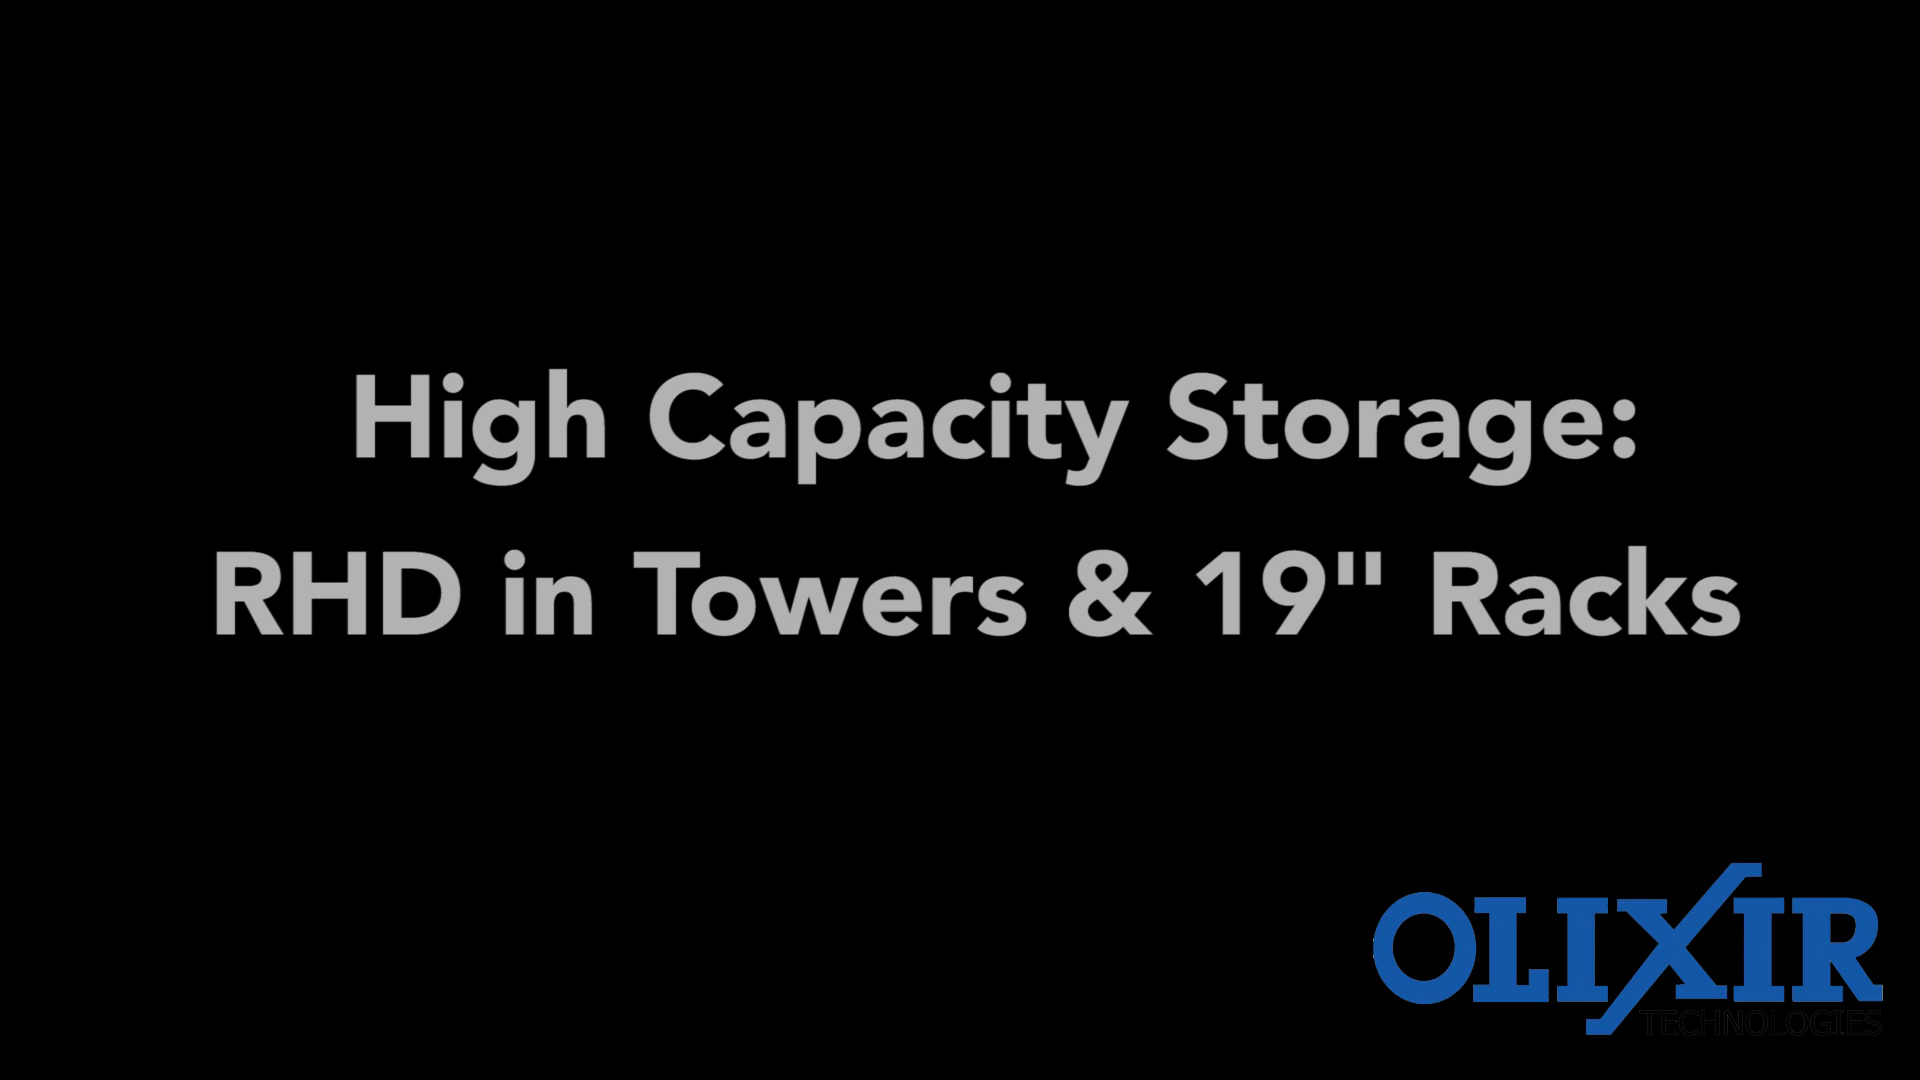 High Capacity Storage:
RHD in Towers & 19" Racks
OLIXIR
TECHNOLOGIES